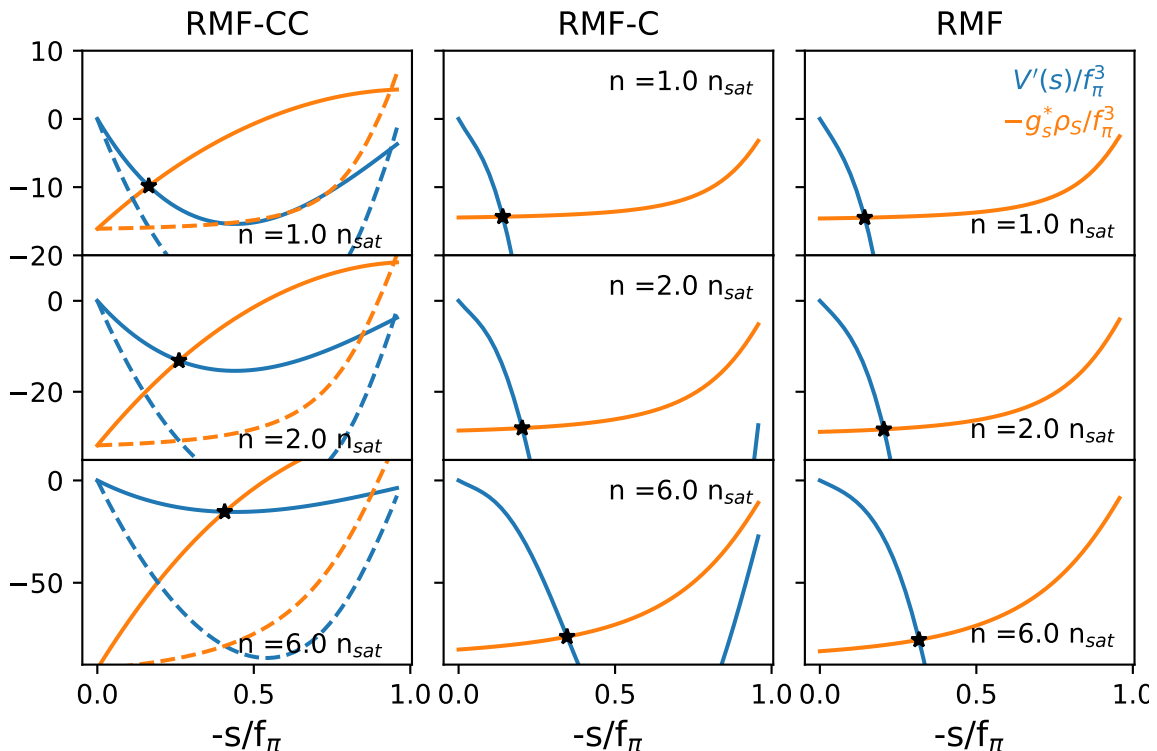 RMF-CC RMF-C RMF
10
0
−10
−20
n =1.0 n_sat
n =1.0 n_sat
V′(s)/f_π^3
−g_s^*ρ_S/f_π^3
n =1.0 n_sat
0
−20
n =2.0 n_sat
n =2.0 n_sat
n =2.0 n_sat
0
−50
n =6.0 n_sat
n =6.0 n_sat
n =6.0 n_sat
0.0 0.5 1.0 0.0 0.5 1.0 0.0 0.5 1.0
-s/f_π -s/f_π -s/f_π